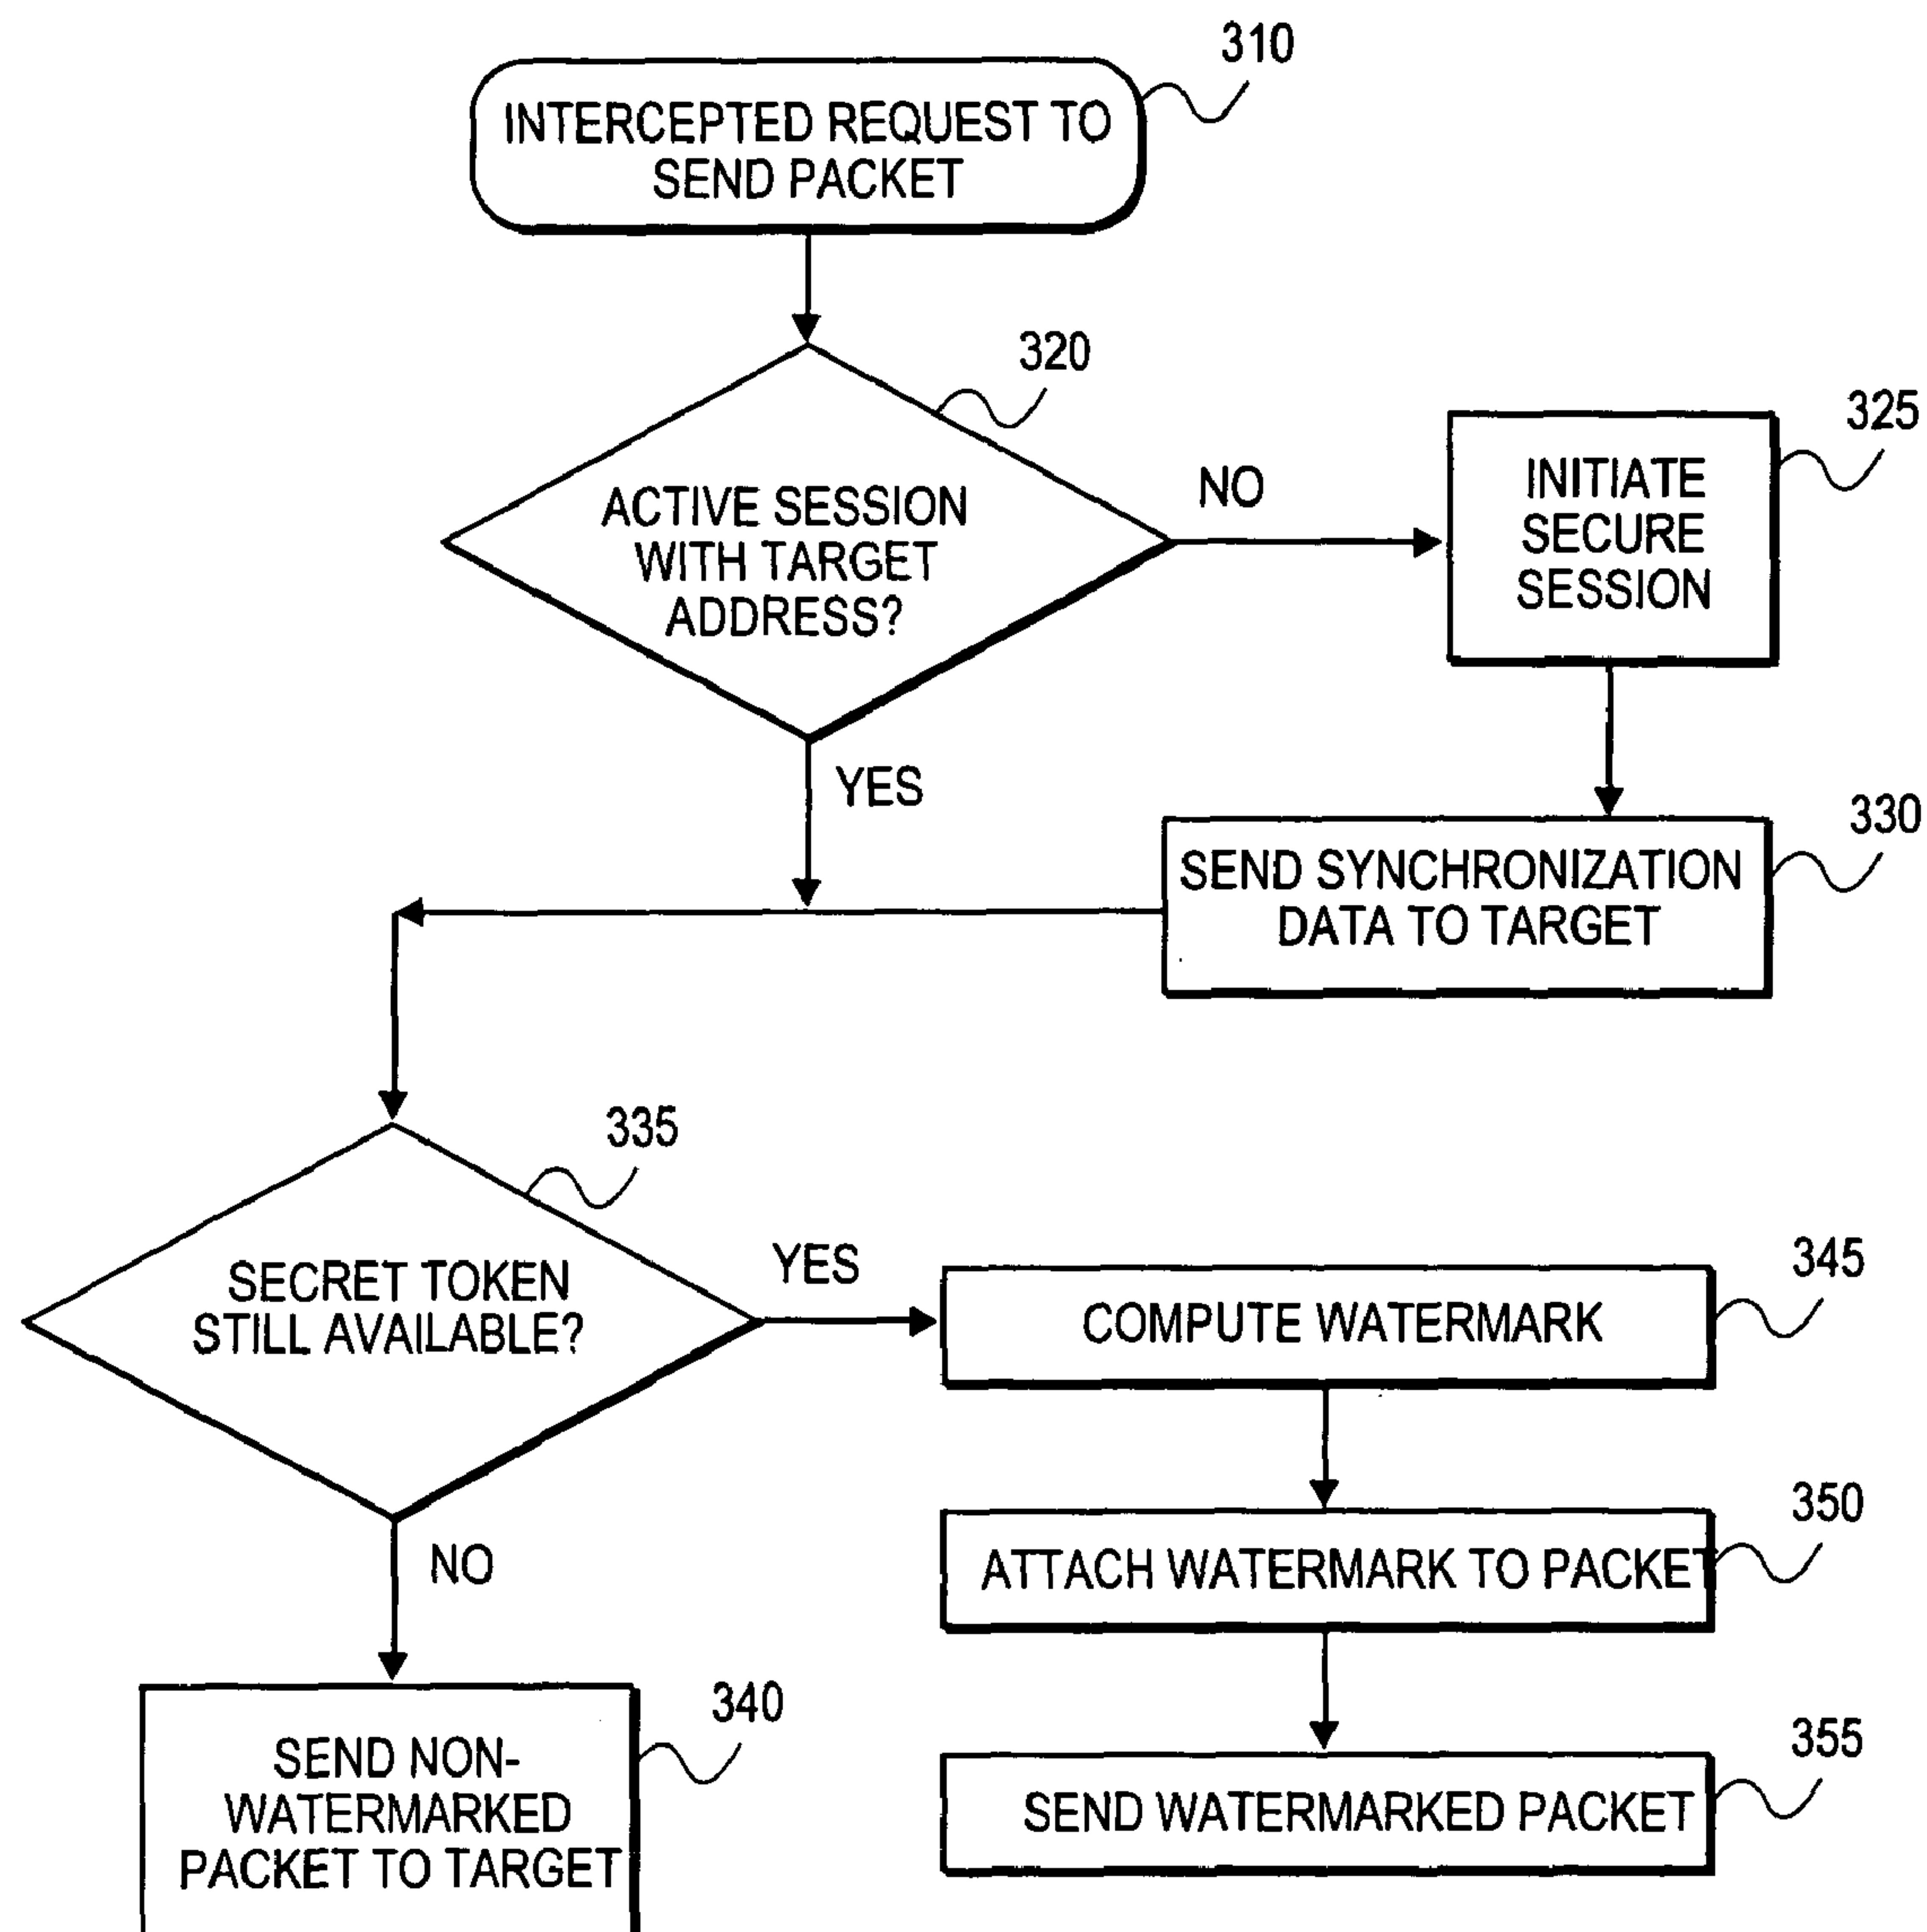 310
INTERCEPTED REQUEST TO
SEND PACKET
320
ACTIVE SESSION
WITH TARGET
ADDRESS?
NO
325
INITIATE
SECURE
SESSION
YES
330
SEND SYNCHRONIZATION
DATA TO TARGET
335
SECRET TOKEN
STILL AVAILABLE?
YES
345
COMPUTE WATERMARK
350
ATTACH WATERMARK TO PACKET
NO
340
SEND NON-
WATERMARKED
PACKET TO TARGET
355
SEND WATERMARKED PACKET